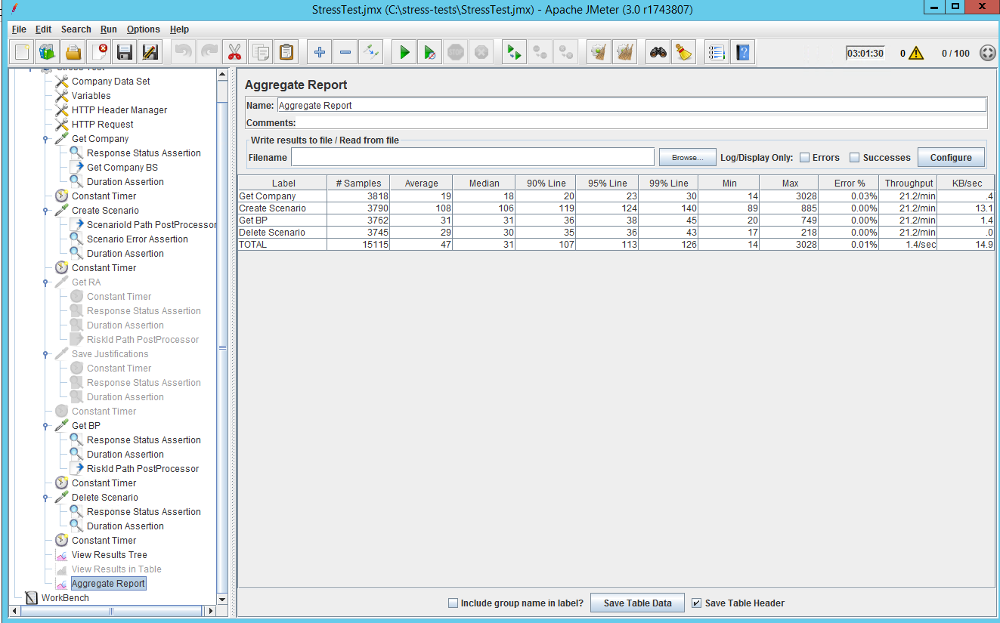 StressTest.jmx (C:\stress-tests\StressTest.jmx) - Apache JMeter (3.0 r1743807)
File Edit Search Run Options Help
STOP 03:01:30 0 0 / 100
Stress Test
Company Data Set
Variables
HTTP Header Manager
HTTP Request
Get Company
Response Status Assertion
Get Company BS
Duration Assertion
Constant Timer
Create Scenario
ScenarioId Path PostProcessor
Scenario Error Assertion
Duration Assertion
Constant Timer
Get RA
Constant Timer
Response Status Assertion
Duration Assertion
RiskId Path PostProcessor
Save Justifications
Constant Timer
Response Status Assertion
Duration Assertion
Constant Timer
Get BP
Response Status Assertion
Duration Assertion
RiskId Path PostProcessor
Constant Timer
Delete Scenario
Response Status Assertion
Duration Assertion
Constant Timer
View Results Tree
View Results in Table
Aggregate Report
WorkBench
Aggregate Report
Name: Aggregate Report
Comments:
Write results to file / Read from file
Filename Browse... Log/Display Only: Errors Successes Configure
Label # Samples Average Median 90% Line 95% Line 99% Line Min Max Error % Throughput KB/sec
Get Company 3818 19 18 20 23 30 14 3028 0.03% 21.2/min .4
Create Scenario 3790 108 106 119 124 140 89 885 0.00% 21.2/min 13.1
Get BP 3762 31 31 36 38 45 20 749 0.00% 21.2/min 1.4
Delete Scenario 3745 29 30 35 36 43 17 218 0.00% 21.2/min .0
TOTAL 15115 47 31 107 113 126 14 3028 0.01% 1.4/sec 14.9
Include group name in label? Save Table Data Save Table Header